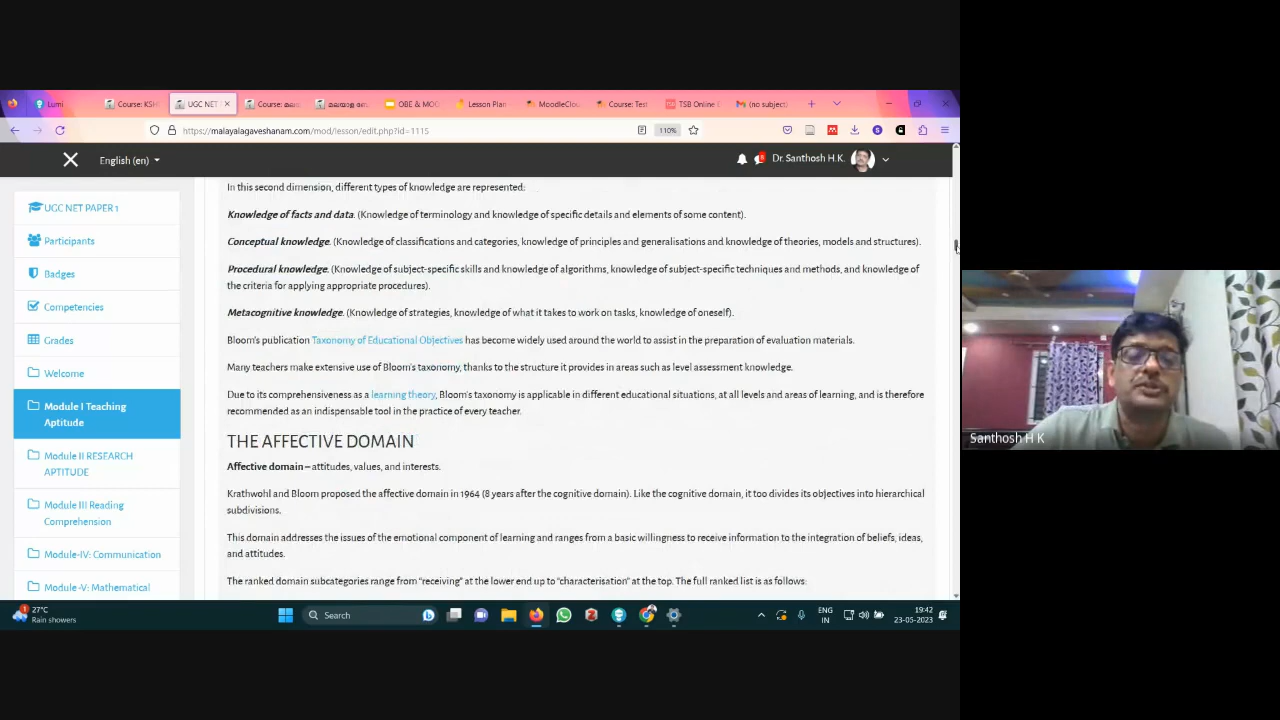 Lumi
Course: KSH
UGC NET
Course: മല
മലയാള
OBE & MOO
Lesson Plan
MoodleClou
Course: Test
TSB Online
(no subject)
https://malayalagaveshanam.com/mod/lesson/edit.php?id=1115
110%
English (en)
Dr. Santhosh H.K.
UGC NET PAPER 1
Participants
Badges
Competencies
Grades
Welcome
Module I Teaching
Aptitude
Module II RESEARCH
APTITUDE
Module III Reading
Comprehension
Module-IV: Communication
Module -V: Mathematical
In this second dimension, different types of knowledge are represented:
Knowledge of facts and data. (Knowledge of terminology and knowledge of specific details and elements of some content).
Conceptual knowledge. (Knowledge of classifications and categories, knowledge of principles and generalisations and knowledge of theories, models and structures).
Procedural knowledge. (Knowledge of subject-specific skills and knowledge of algorithms, knowledge of subject-specific techniques and methods, and knowledge of
the criteria for applying appropriate procedures).
Metacognitive knowledge. (Knowledge of strategies, knowledge of what it takes to work on tasks, knowledge of oneself).
Bloom's publication Taxonomy of Educational Objectives has become widely used around the world to assist in the preparation of evaluation materials.
Many teachers make extensive use of Bloom's taxonomy, thanks to the structure it provides in areas such as level assessment knowledge.
Due to its comprehensiveness as a learning theory, Bloom's taxonomy is applicable in different educational situations, at all levels and areas of learning, and is therefore
recommended as an indispensable tool in the practice of every teacher.
THE AFFECTIVE DOMAIN
Affective domain – attitudes, values, and interests.
Krathwohl and Bloom proposed the affective domain in 1964 (8 years after the cognitive domain). Like the cognitive domain, it too divides its objectives into hierarchical
subdivisions.
This domain addresses the issues of the emotional component of learning and ranges from a basic willingness to receive information to the integration of beliefs, ideas,
and attitudes.
The ranked domain subcategories range from “receiving” at the lower end up to “characterisation” at the top. The full ranked list is as follows:
Santhosh H K
27°C
Rain showers
Search
ENG
IN
19:42
23-05-2023